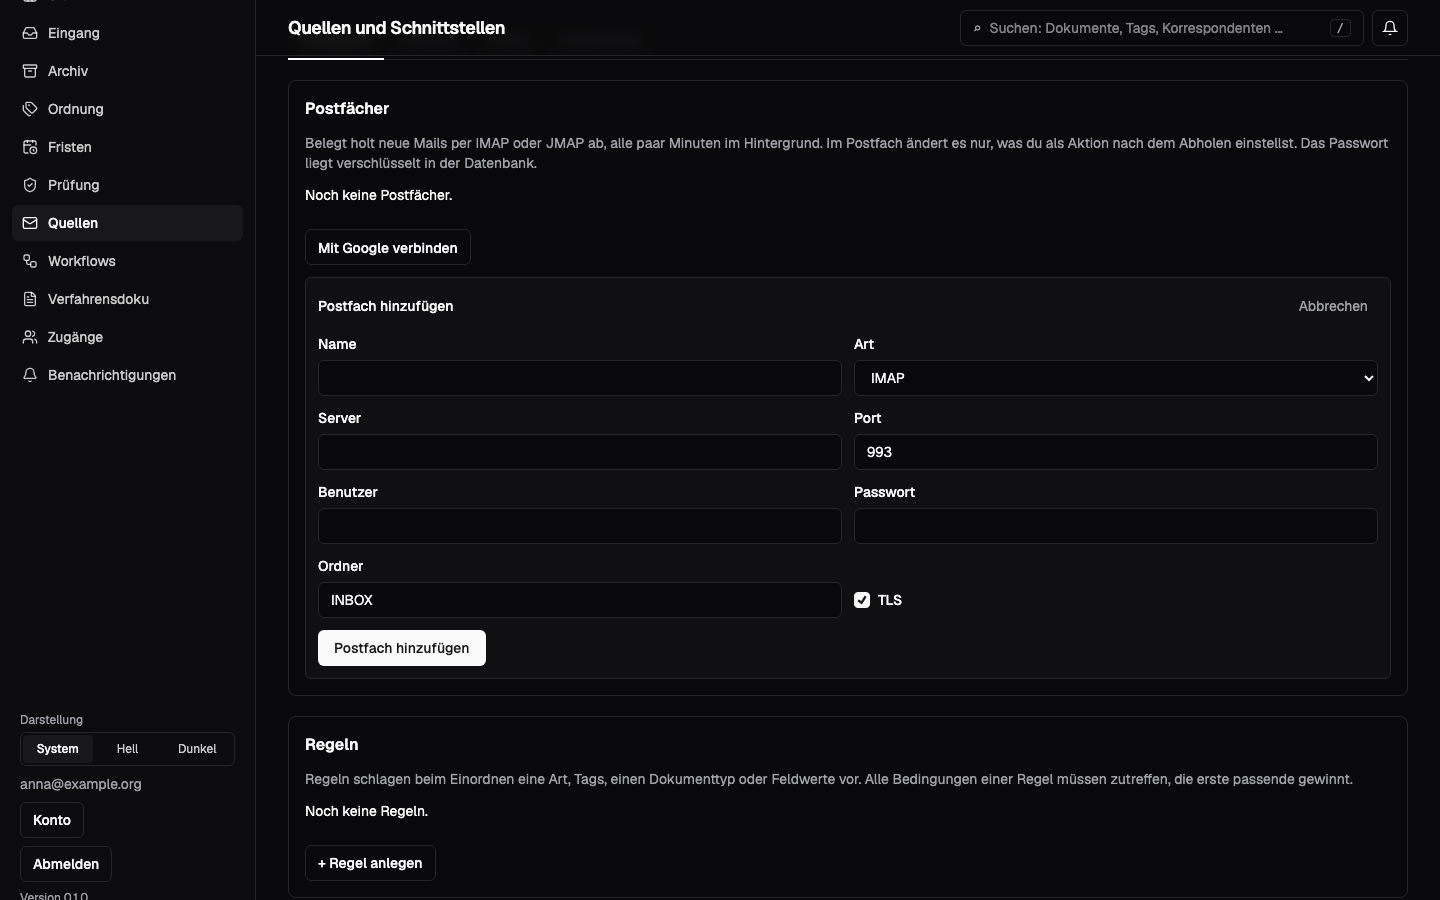 Quellen und Schnittstellen
Suchen: Dokumente, Tags, Korrespondenten …
/
Eingang
Archiv
Ordnung
Fristen
Prüfung
Quellen
Workflows
Verfahrensdoku
Zugänge
Benachrichtigungen
Darstellung
System
Hell
Dunkel
anna@example.org
Konto
Abmelden
Version 0.1.0
Postfächer
Belegt holt neue Mails per IMAP oder JMAP ab, alle paar Minuten im Hintergrund. Im Postfach ändert es nur, was du als Aktion nach dem Abholen einstellst. Das Passwort
liegt verschlüsselt in der Datenbank.
Noch keine Postfächer.
Mit Google verbinden
Postfach hinzufügen
Abbrechen
Name
Art
IMAP
Server
Port
993
Benutzer
Passwort
Ordner
INBOX
TLS
Postfach hinzufügen
Regeln
Regeln schlagen beim Einordnen eine Art, Tags, einen Dokumenttyp oder Feldwerte vor. Alle Bedingungen einer Regel müssen zutreffen, die erste passende gewinnt.
Noch keine Regeln.
+ Regel anlegen